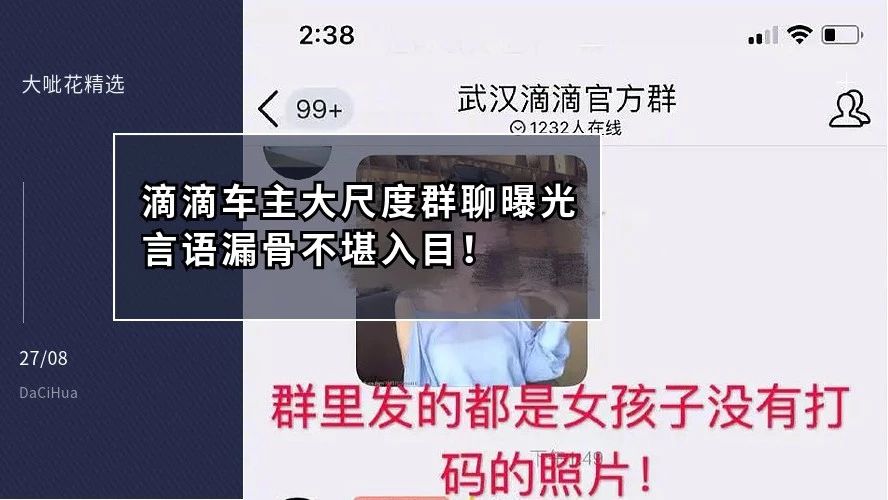 2:38
大呲花精选
99+
武汉滴滴官方群
1232人在线
滴滴车主大尺度群聊曝光
言语漏骨不堪入目！
27/08
DaCiHua
群里发的都是女孩子没有打
码的照片！